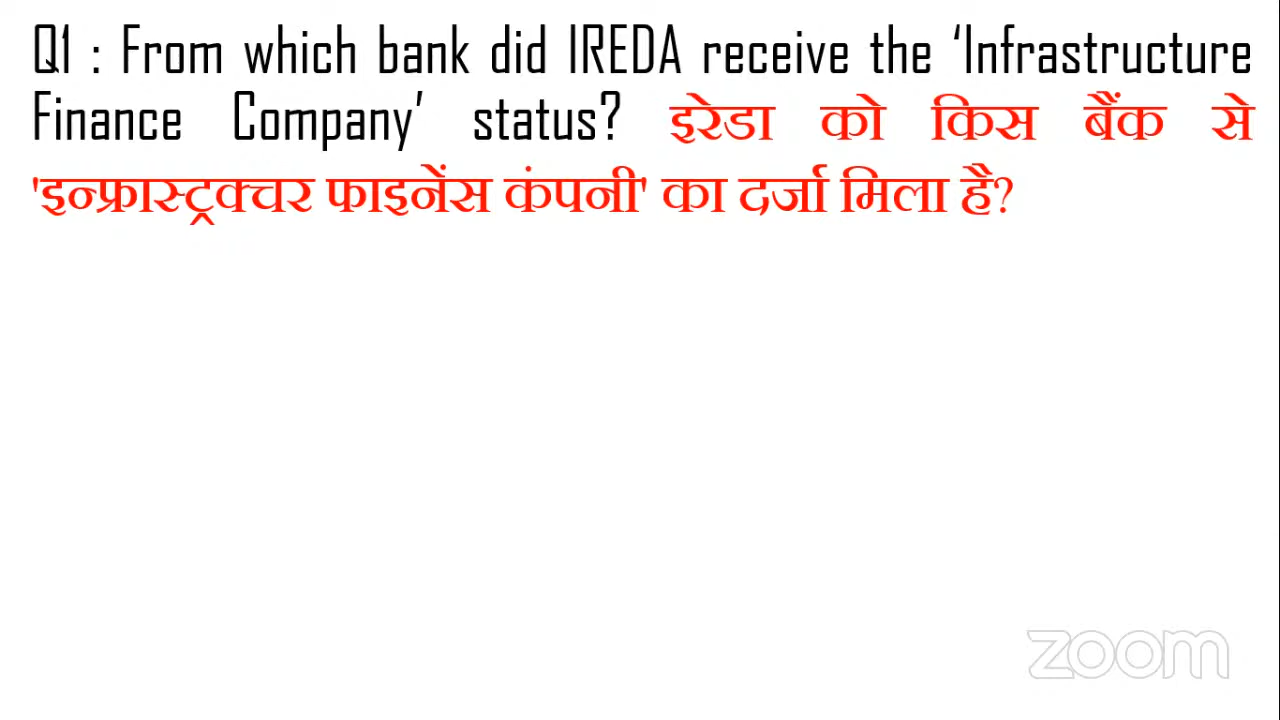 Q1 : From which bank did IREDA receive the ‘Infrastructure
Finance Company’ status? इरेडा को किस बैंक से
'इन्फ्रास्ट्रक्चर फाइनेंस कंपनी' का दर्जा मिला है?
zoom